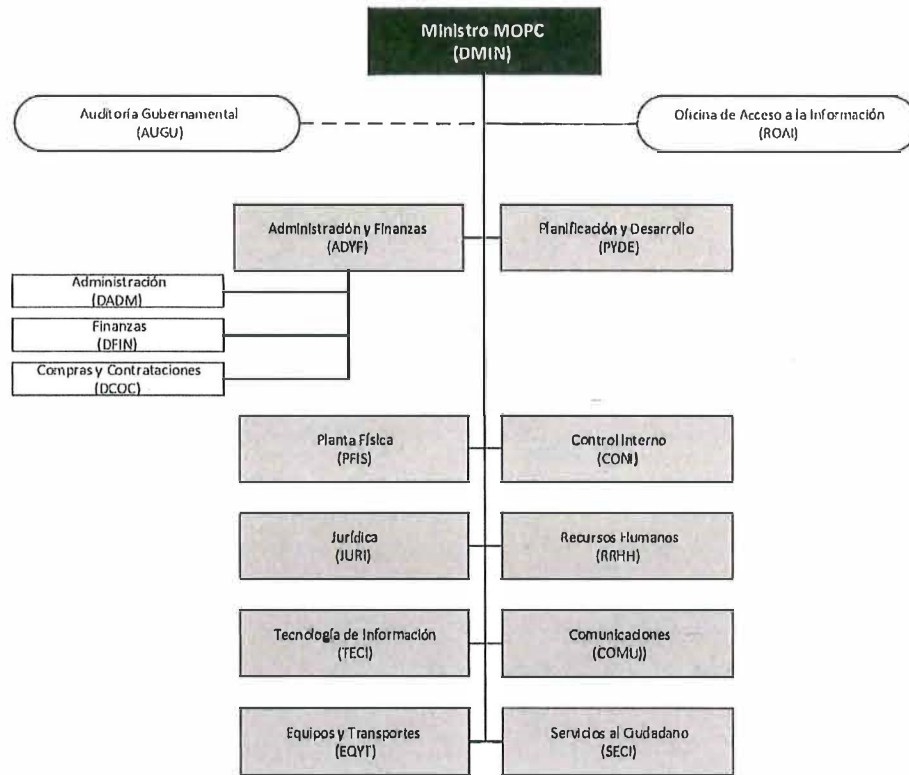 Ministro MOPC
(DMIN)
Auditoría Gubernamental
(AUGU)
Oficina de Acceso a la Información
(ROAI)
Administración y Finanzas
(ADYF)
Planificación y Desarrollo
(PYDE)
Administración
(DADM)
Finanzas
(DFIN)
Compras y Contrataciones
(DCOC)
Planta Física
(PFIS)
Control Interno
(CONI)
Jurídica
(JURI)
Recursos Humanos
(RRHH)
Tecnología de Información
(TECI)
Comunicaciones
(COMU))
Equipos y Transportes
(EQYT)
Servicios al Ciudadano
(SECI)